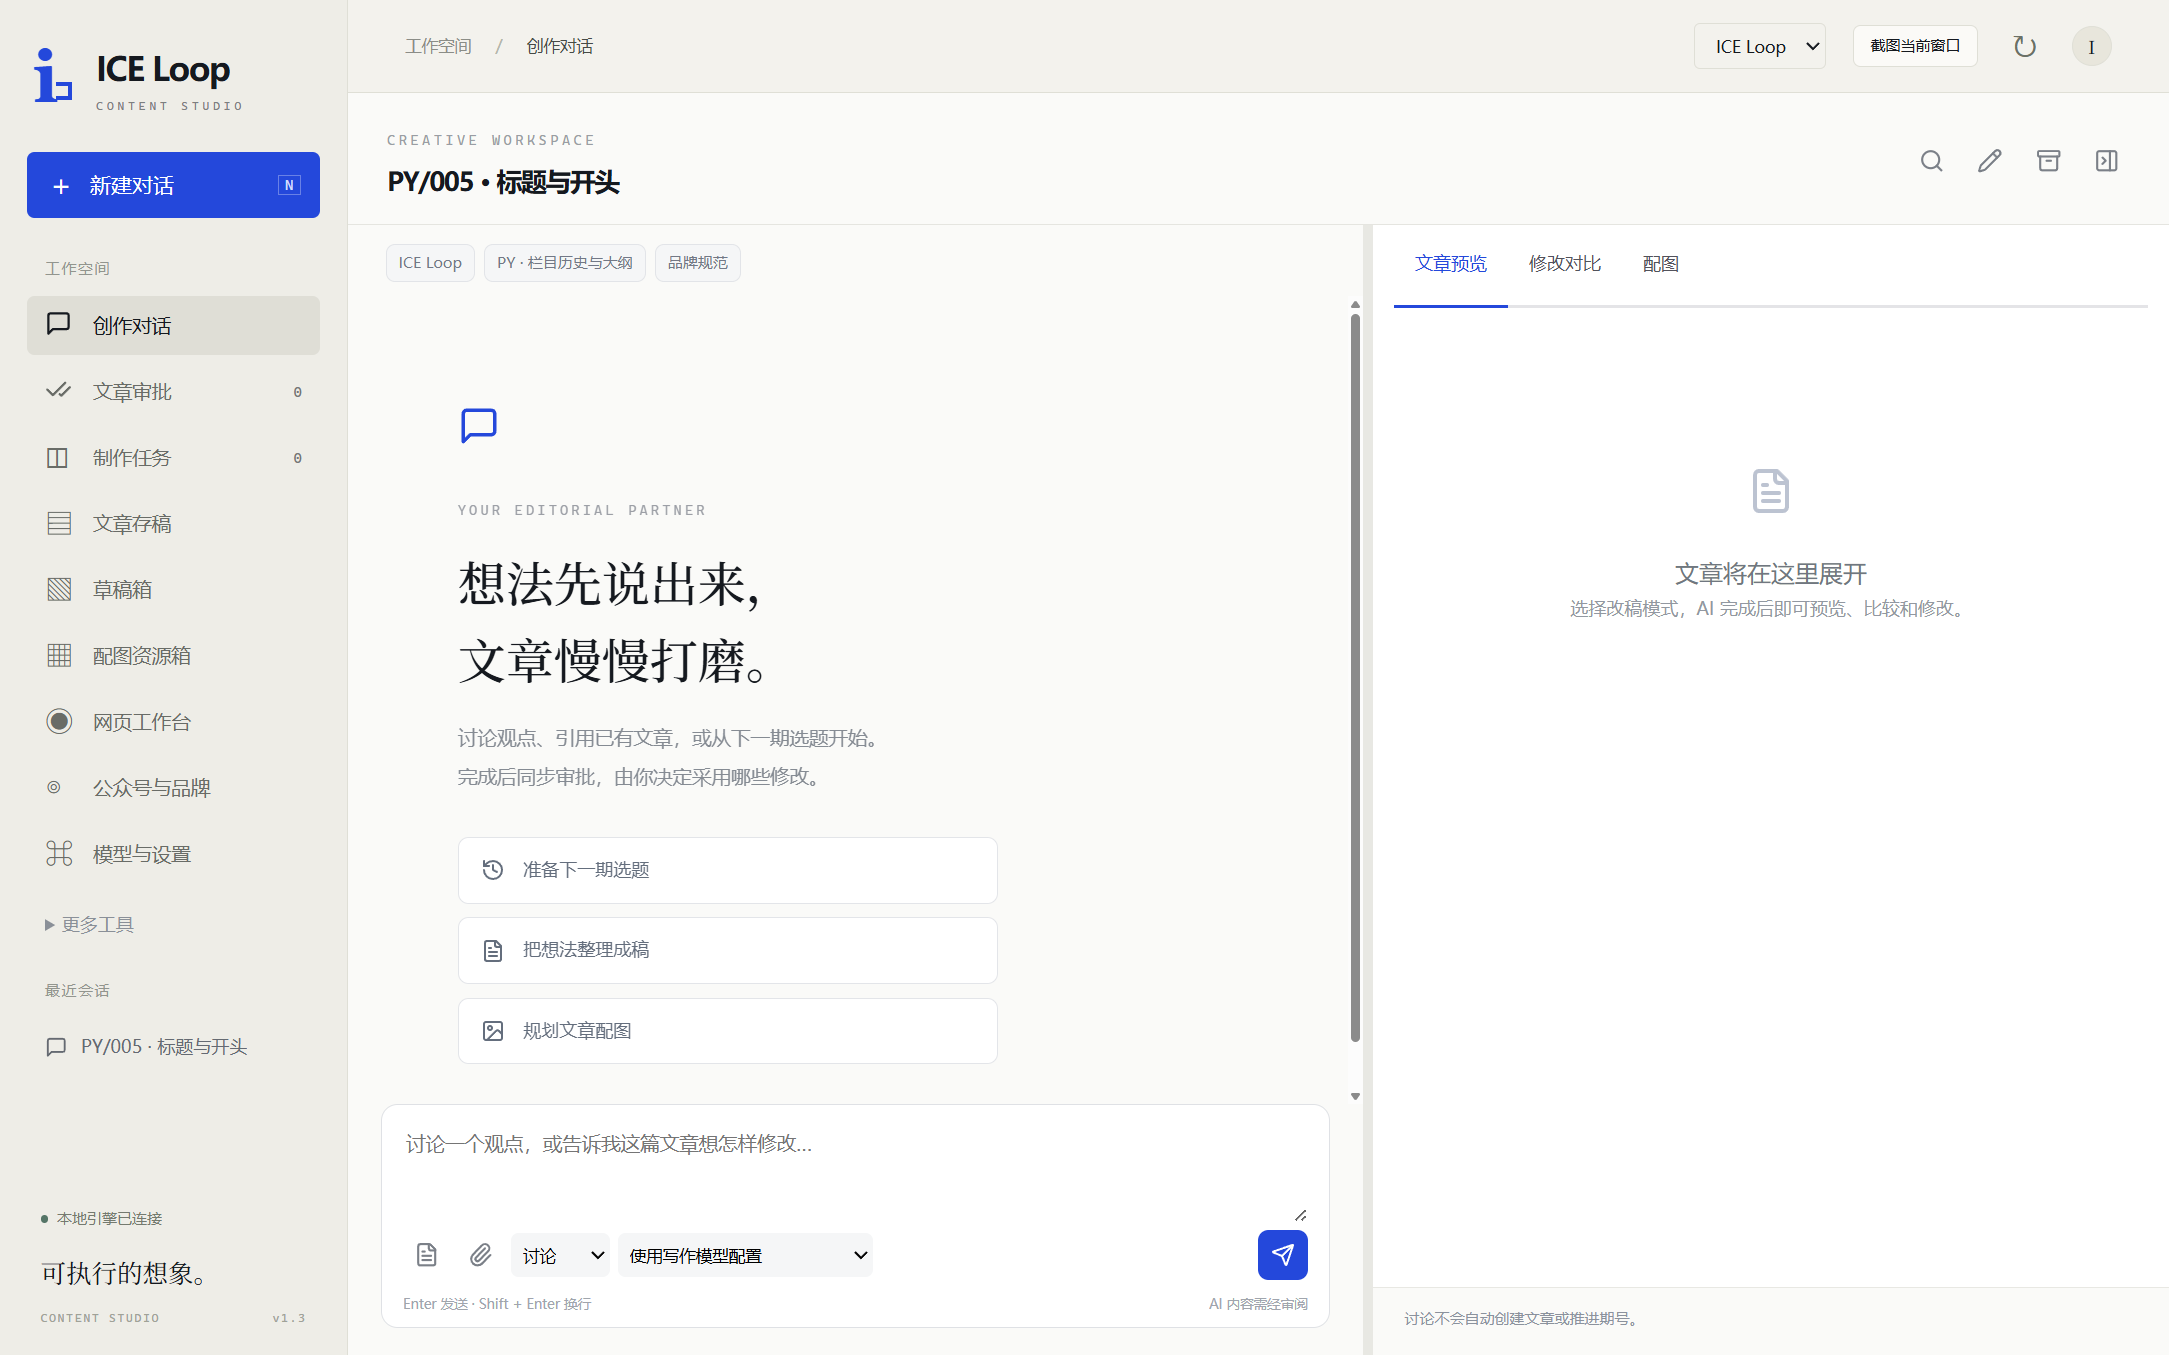 ICE Loop
CONTENT STUDIO
+ 新建对话 N
工作空间
创作对话
文章审批 0
制作任务 0
文章存稿
草稿箱
配图资源箱
网页工作台
公众号与品牌
模型与设置
更多工具
最近会话
PY/005 · 标题与开头
本地引擎已连接
可执行的想象。
CONTENT STUDIO v1.3
工作空间 / 创作对话
ICE Loop
截图当前窗口
I
CREATIVE WORKSPACE
PY/005 • 标题与开头
ICE Loop
PY · 栏目历史与大纲
品牌规范
YOUR EDITORIAL PARTNER
想法先说出来，
文章慢慢打磨。
讨论观点、引用已有文章，或从下一期选题开始。
完成后同步审批，由你决定采用哪些修改。
准备下一期选题
把想法整理成稿
规划文章配图
讨论一个观点，或告诉我这篇文章想怎样修改...
讨论
使用写作模型配置
Enter 发送 · Shift + Enter 换行
AI 内容需经审阅
文章预览
修改对比
配图
文章将在这里展开
选择改稿模式，AI 完成后即可预览、比较和修改。
讨论不会自动创建文章或推进期号。